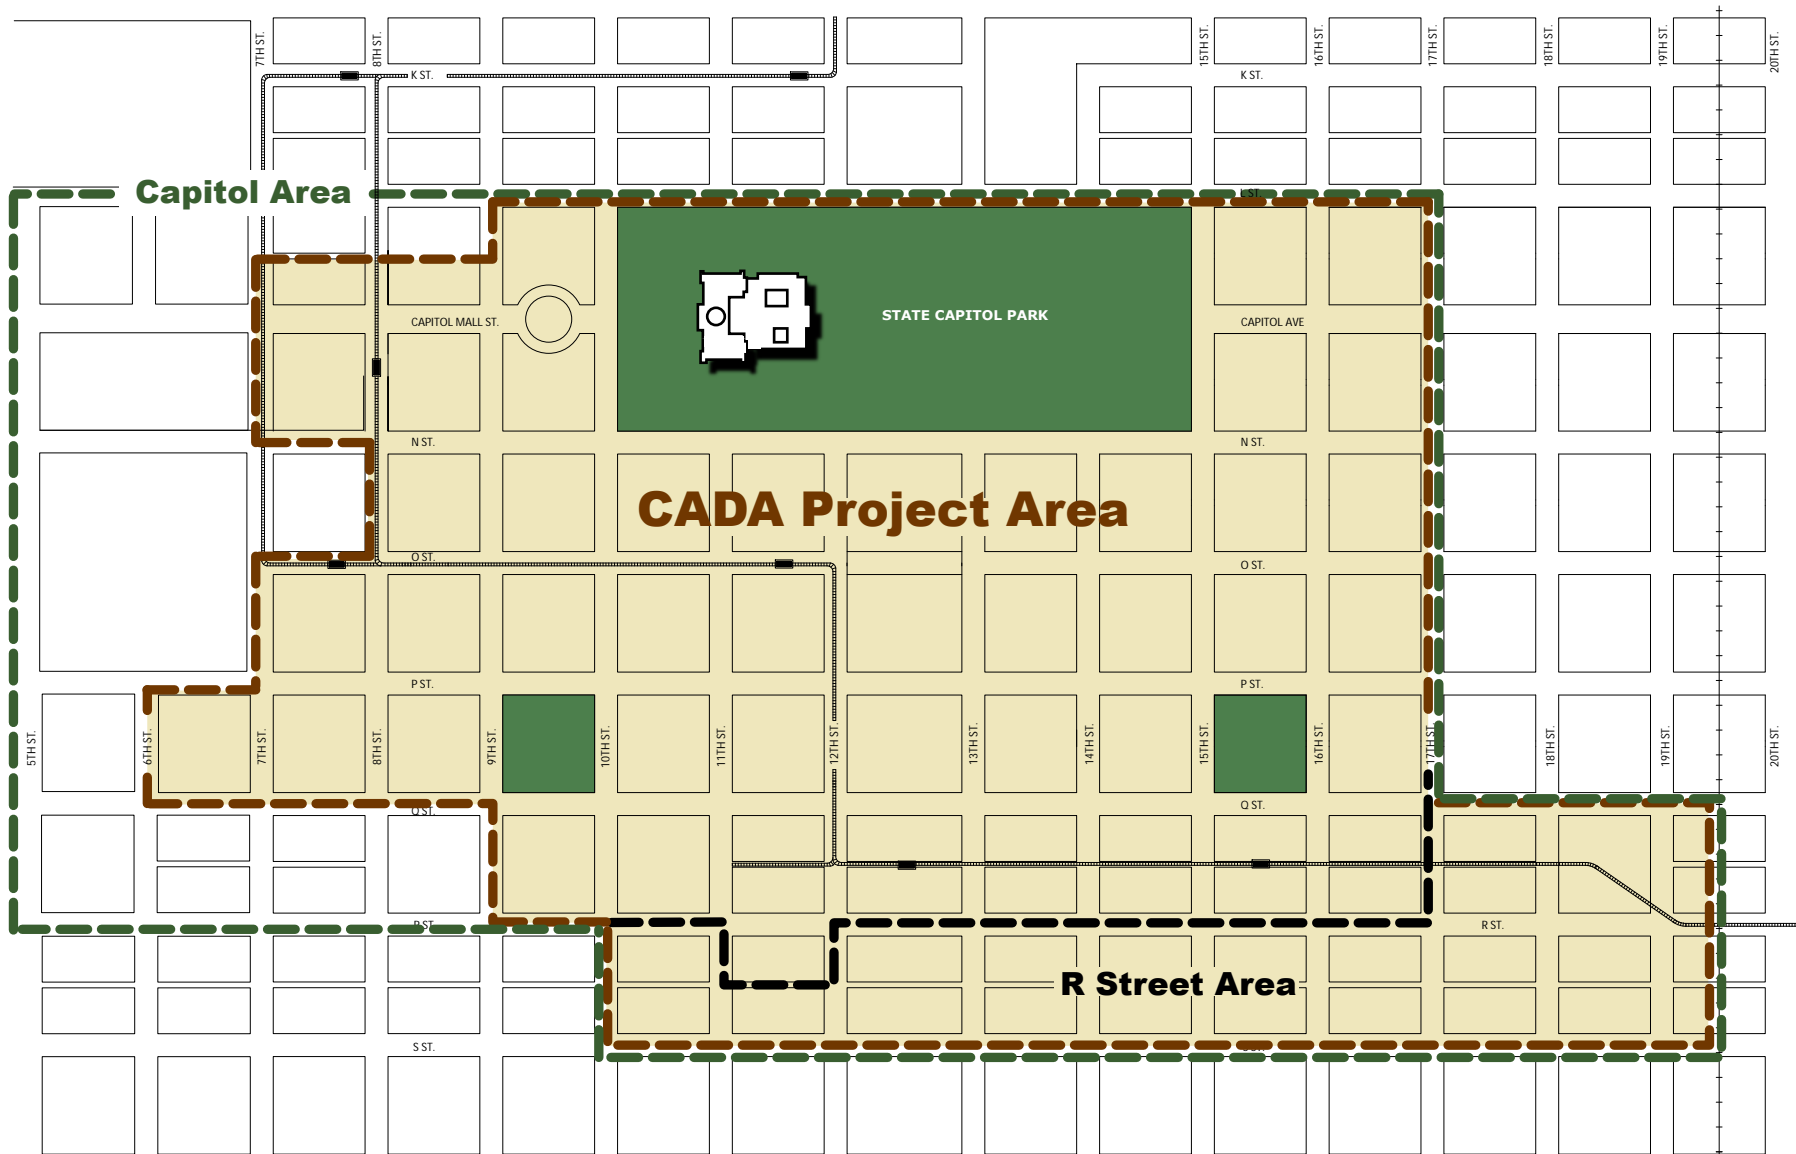 7TH ST.
8TH ST.
15TH ST.
16TH ST.
17TH ST.
18TH ST.
19TH ST.
20TH ST.
K ST.
K ST.
Capitol Area
L ST.
STATE CAPITOL PARK
CAPITOL MALL ST.
CAPITOL AVE
N ST.
N ST.
CADA Project Area
O ST.
O ST.
P ST.
P ST.
5TH ST.
6TH ST.
7TH ST.
8TH ST.
9TH ST.
10TH ST.
11TH ST.
12TH ST.
13TH ST.
14TH ST.
15TH ST.
16TH ST.
17TH ST.
18TH ST.
19TH ST.
20TH ST.
Q ST.
Q ST.
R ST.
R ST.
R Street Area
S ST.